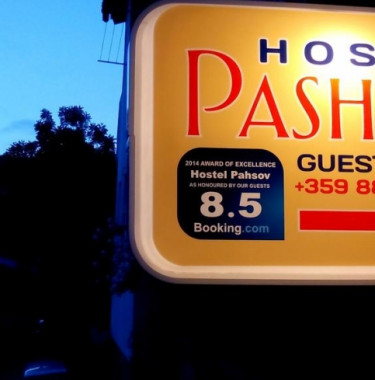 HOS
PASH
2014 AWARD OF EXCELLENCE
Hostel Pahsov
AS HONOURED BY OUR GUESTS
8.5
Booking.com
GUEST
+359 88